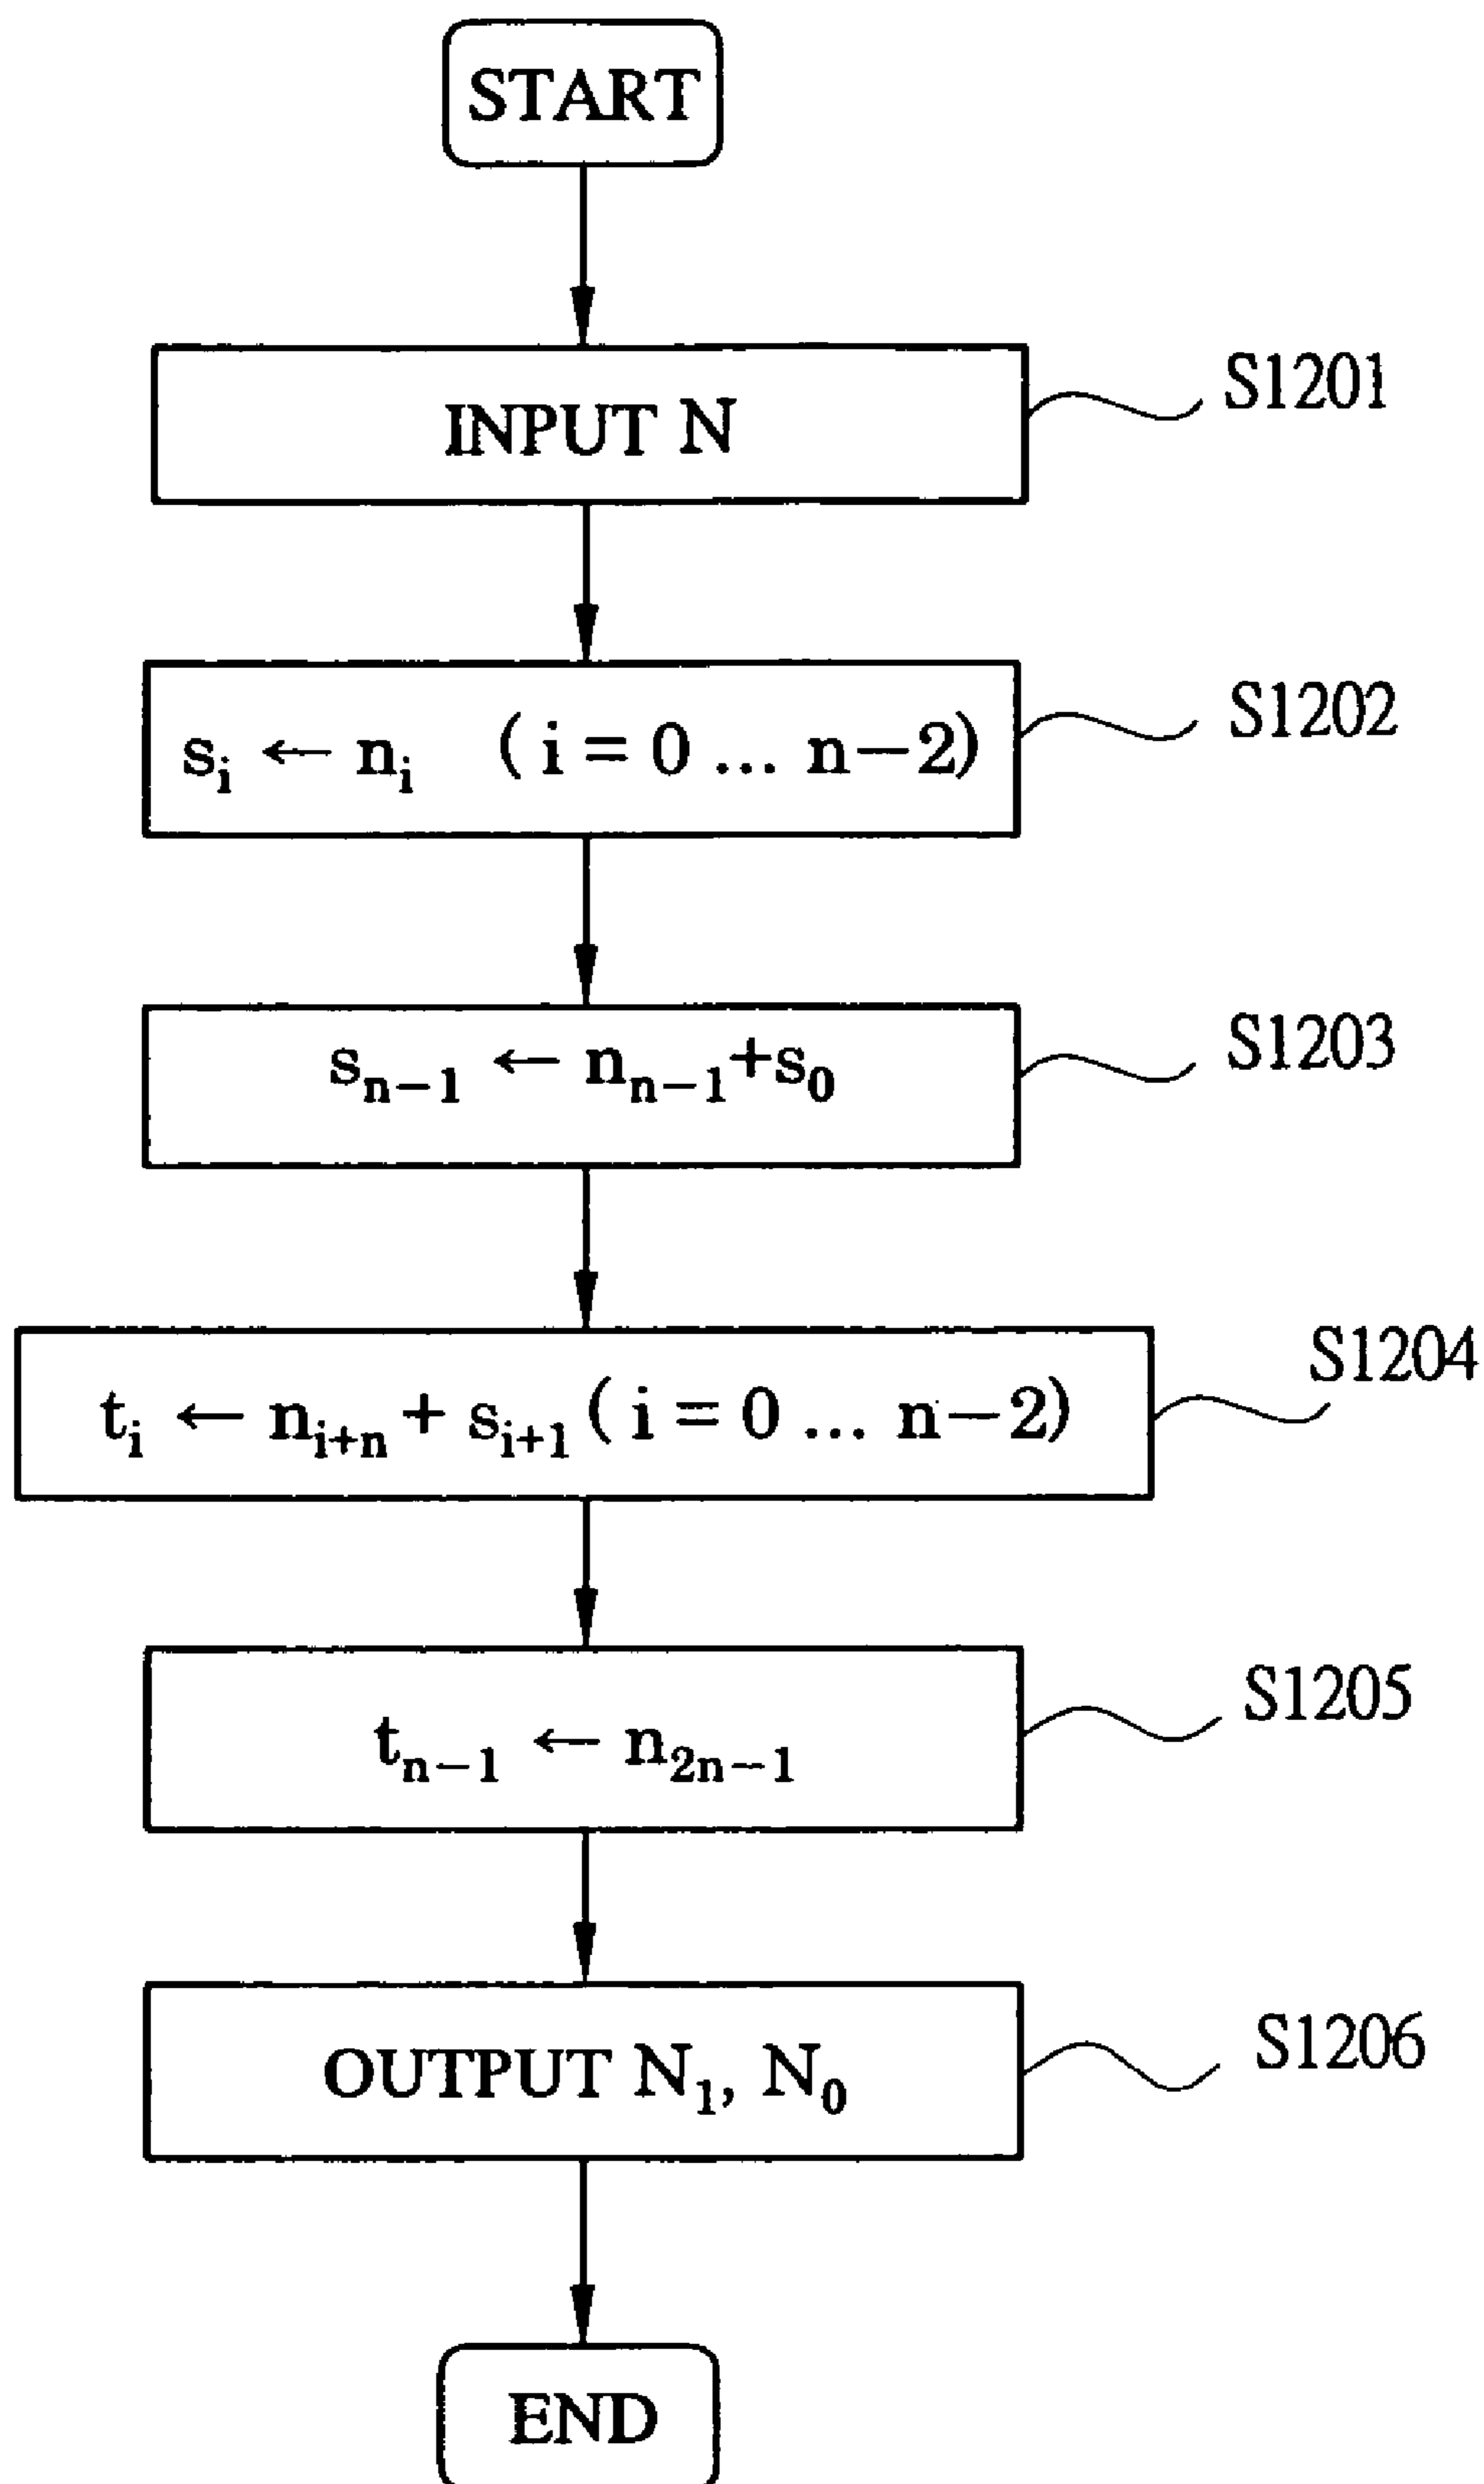 START
INPUT N
S1201
sᵢ ← nᵢ ( i = 0 ... n−2)
S1202
sₙ₋₁ ← nₙ₋₁+s₀
S1203
tᵢ ← nᵢ₊ₙ + sᵢ₊₁ ( i = 0 ... n−2)
S1204
tₙ₋₁ ← n₂ₙ₋₁
S1205
OUTPUT N₁, N₀
S1206
END